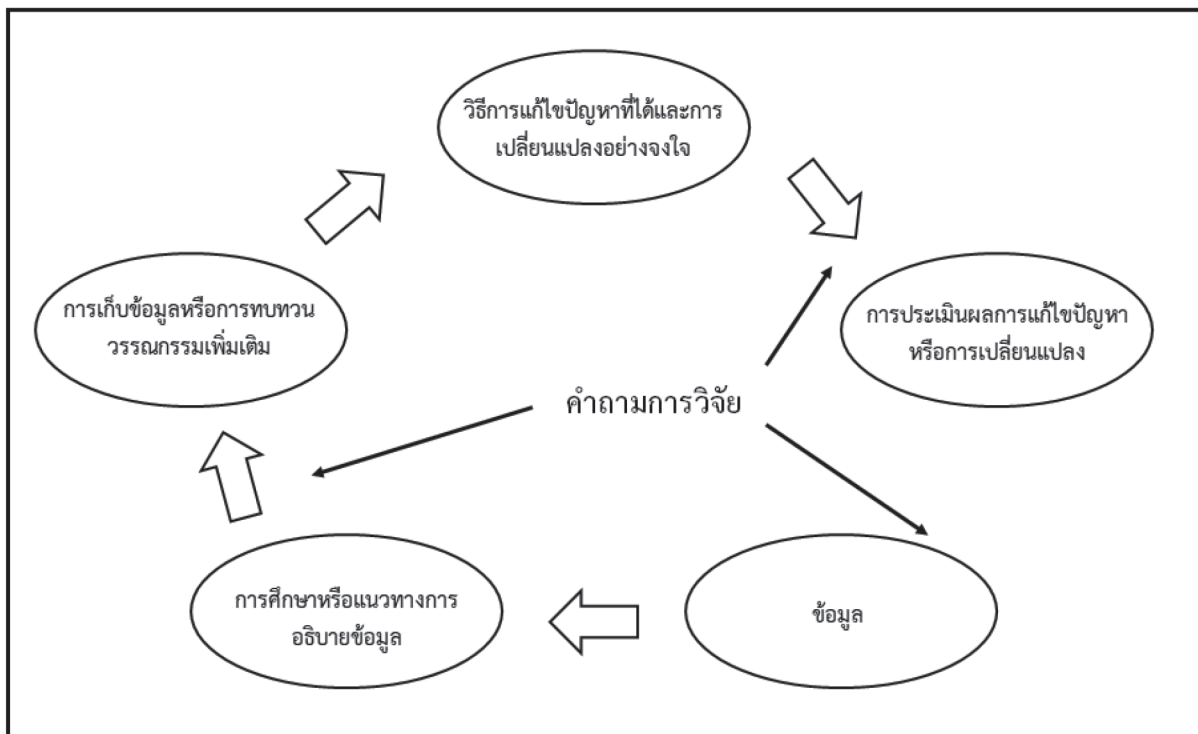 วิธีการแก้ไขปัญหาที่ได้และการ
เปลี่ยนแปลงอย่างจงใจ
การเก็บข้อมูลหรือการทบทวน
วรรณกรรมเพิ่มเติม
การประเมินผลการแก้ไขปัญหา
หรือการเปลี่ยนแปลง
คำถามการวิจัย
การศึกษาหรือแนวทางการ
อธิบายข้อมูล
ข้อมูล